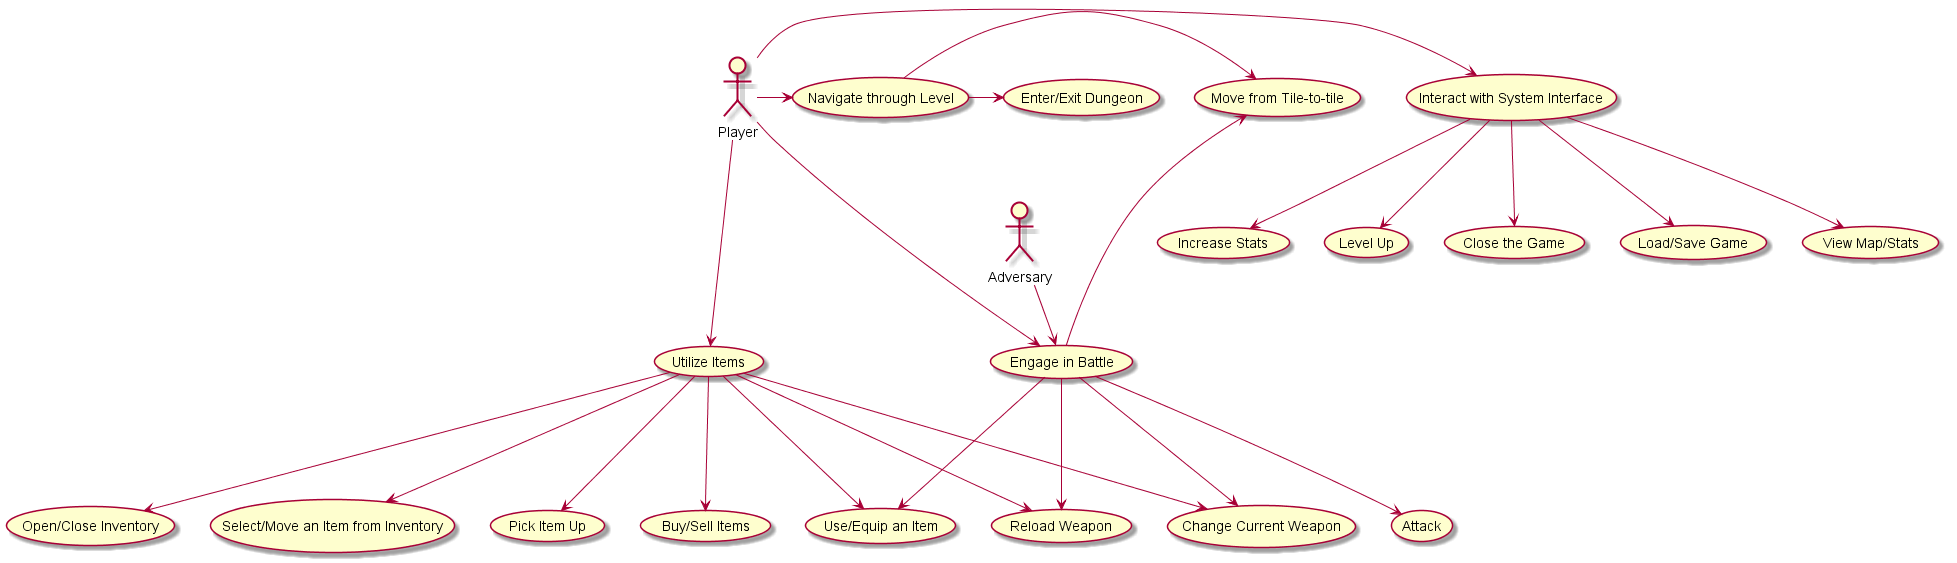 Navigate through Level
Enter/Exit Dungeon
Move from Tile-to-tile
Interact with System Interface
Player
Increase Stats
Level Up
Close the Game
Load/Save Game
View Map/Stats
Adversary
Utilize Items
Engage in Battle
Open/Close Inventory
Select/Move an Item from Inventory
Pick Item Up
Buy/Sell Items
Use/Equip an Item
Reload Weapon
Change Current Weapon
Attack